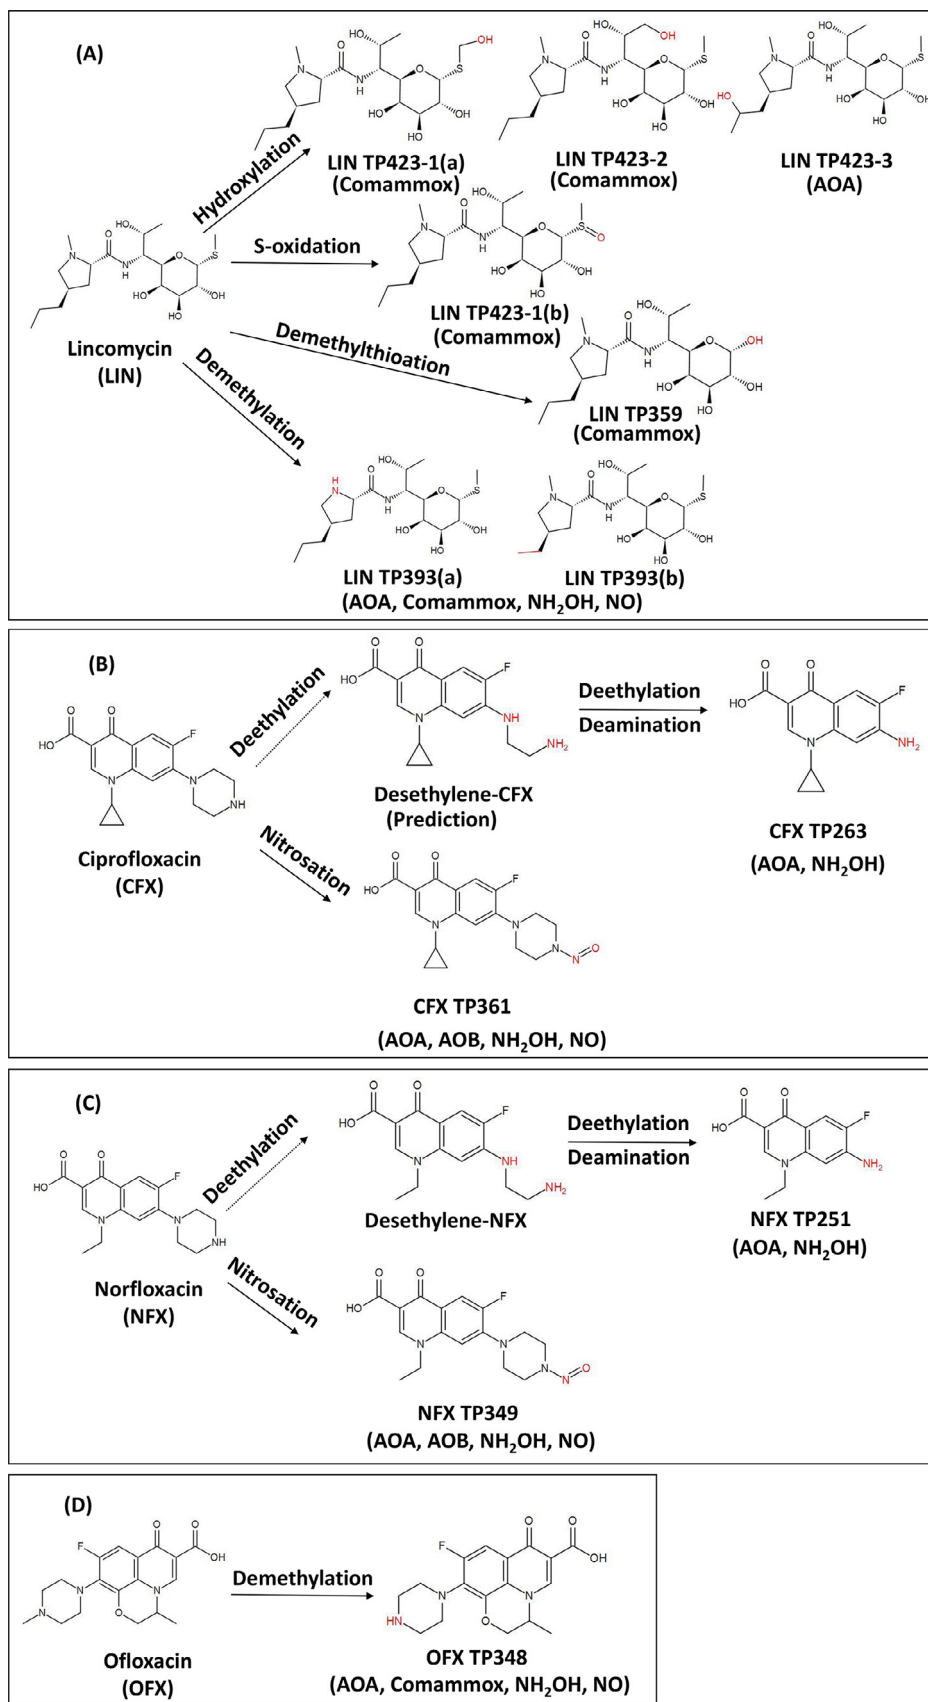 (A)
Lincomycin
(LIN)
Hydroxylation
LIN TP423-1(a)
(Comammox)
LIN TP423-2
(Comammox)
LIN TP423-3
(AOA)
S-oxidation
LIN TP423-1(b)
(Comammox)
Demethylthioation
LIN TP359
(Comammox)
Demethylation
LIN TP393(a)
LIN TP393(b)
(AOA, Comammox, NH₂OH, NO)
(B)
Ciprofloxacin
(CFX)
Deethylation
Desethylene-CFX
(Prediction)
Deethylation
Deamination
CFX TP263
(AOA, NH₂OH)
Nitrosation
CFX TP361
(AOA, AOB, NH₂OH, NO)
(C)
Norfloxacin
(NFX)
Deethylation
Desethylene-NFX
Deethylation
Deamination
NFX TP251
(AOA, NH₂OH)
Nitrosation
NFX TP349
(AOA, AOB, NH₂OH, NO)
(D)
Ofloxacin
(OFX)
Demethylation
OFX TP348
(AOA, Comammox, NH₂OH, NO)